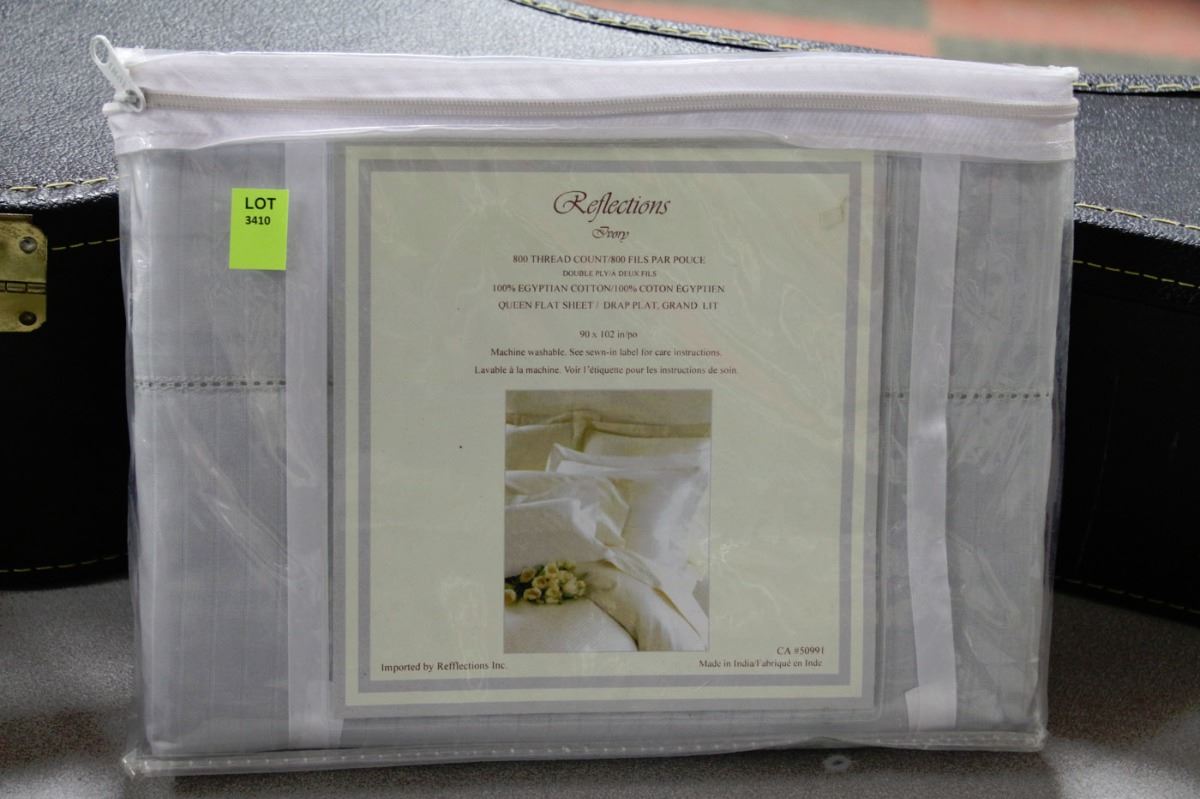 LOT
3410
Reflections
Ivory
800 THREAD COUNT/800 FILS PAR POUCE
DOUBLE PLY/À DEUX FILS
100% EGYPTIAN COTTON/100% COTON ÉGYPTIEN
QUEEN FLAT SHEET / DRAP PLAT, GRAND LIT
90 x 102 in/po
Machine washable. See sewn-in label for care instructions.
Lavable à la machine. Voir l'étiquette pour les instructions de soin.
CA #50991
Imported by Refflections Inc.
Made in India/Fabriqué en Inde